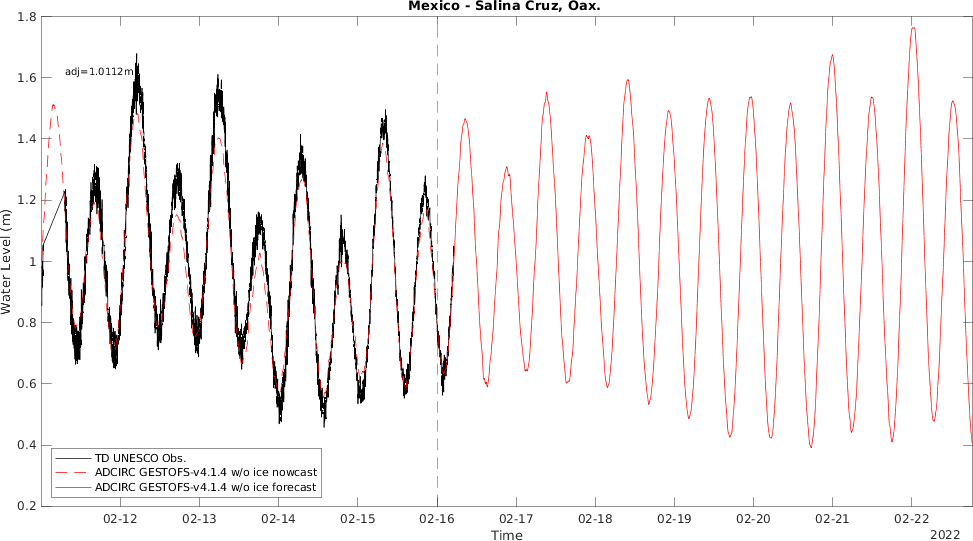 Mexico - Salina Cruz, Oax.
1.8
1.6
1.4
1.2
1
0.8
0.6
0.4
0.2
Water Level (m)
adj=1.0112m
TD UNESCO Obs.
ADCIRC GESTOFS-v4.1.4 w/o ice nowcast
ADCIRC GESTOFS-v4.1.4 w/o ice forecast
02-12 02-13 02-14 02-15 02-16 02-17 02-18 02-19 02-20 02-21 02-22
Time
2022